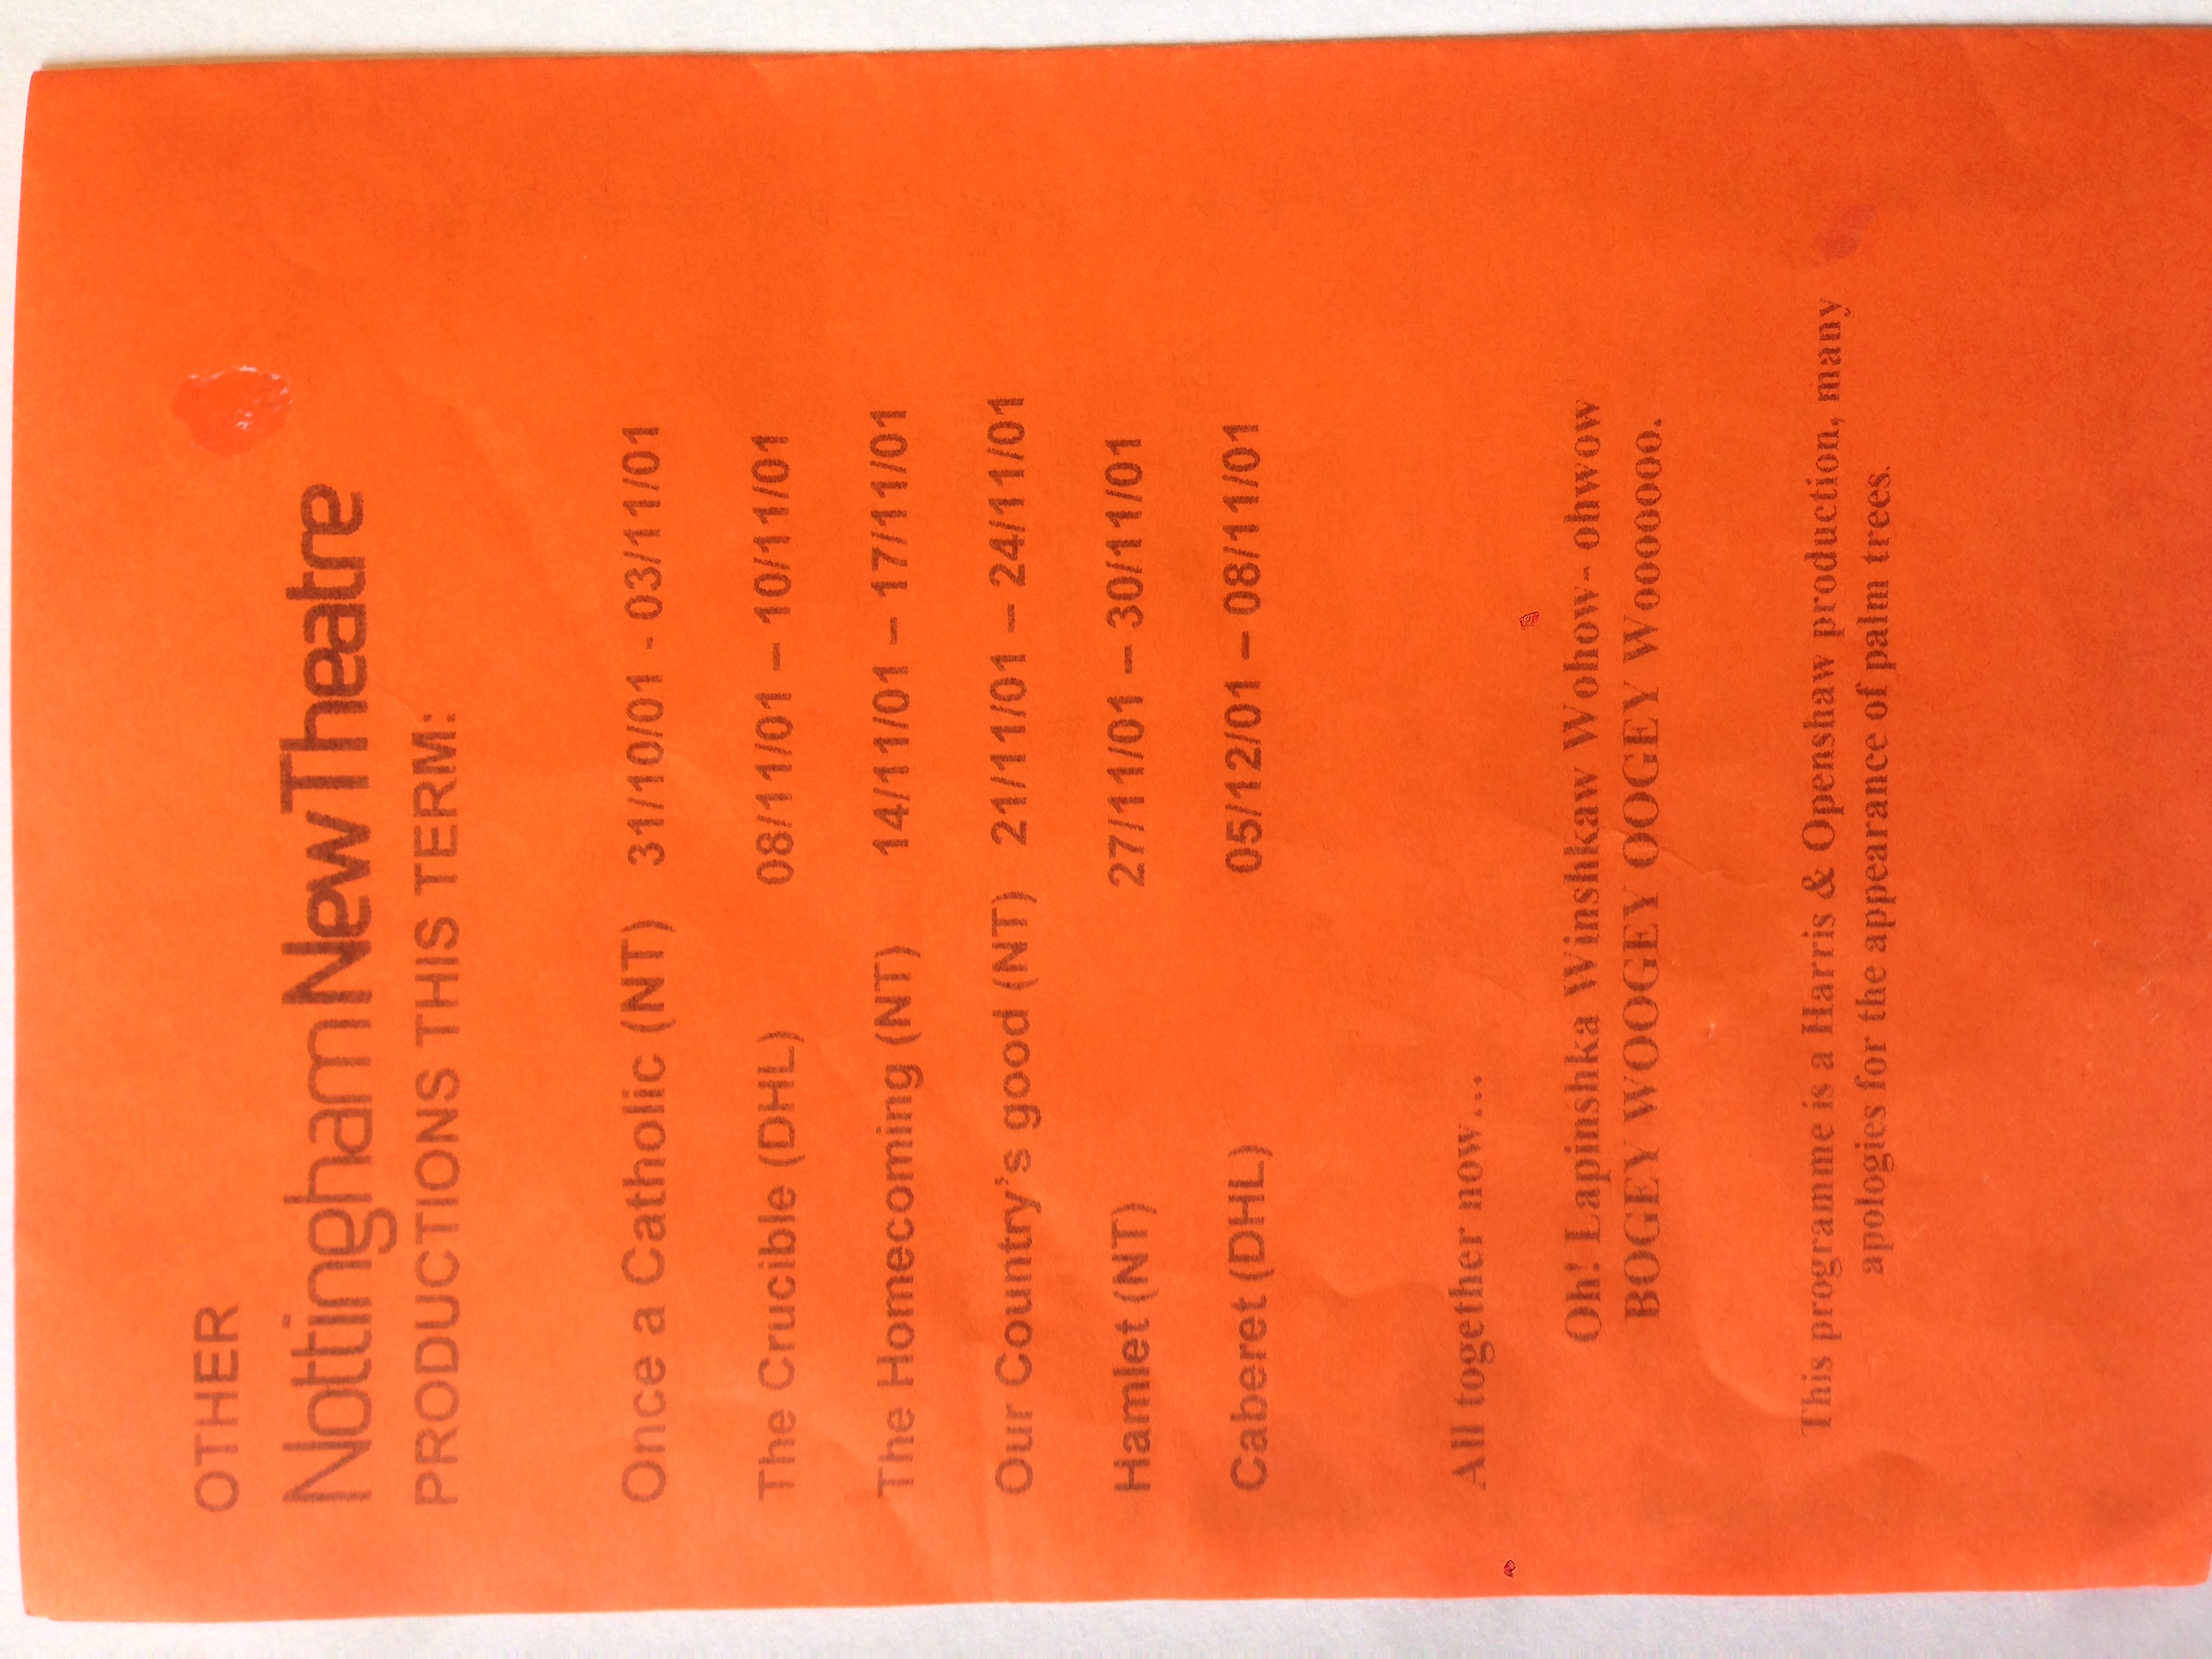 OTHER
Nottingham New Theatre
PRODUCTIONS THIS TERM:
Once a Catholic (NT) 31/10/01 - 03/11/01
The Crucible (DHL) 08/11/01 – 10/11/01
The Homecoming (NT) 14/11/01 – 17/11/01
Our Country's good (NT) 21/11/01 – 24/11/01
Hamlet (NT) 27/11/01 – 30/11/01
Caberet (DHL) 05/12/01 – 08/11/01
All together now...
Oh! Lapinshka Winshkaw Wohow- ohwow
BOGEY WOOGEY OOGEY Wooooooo.
This programme is a Harris & Openshaw production, many
apologies for the appearance of palm trees.